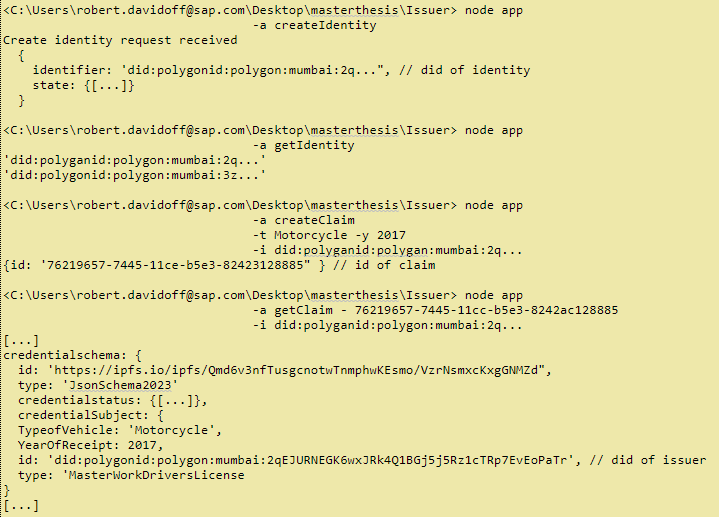 <C:\Users\robert.davidoff@sap.com\Desktop\masterthesis\Issuer> node app
-a createIdentity
Create identity request received
{
identifier: 'did:polygonid:polygon:mumbai:2q...", // did of identity
state: {[...]}
}
<C:\Users\robert.davidoff@sap.com\Desktop\masterthesis\Issuer> node app
-a getIdentity
'did:polyganid:polygon:mumbai:2q...'
'did:polygonid:polygon:mumbai:3z...'
<C:\Users\robert.davidoff@sap.com\Desktop\masterthesis\Issuer> node app
-a createClaim
-t Motorcycle -y 2017
-i did:polyganid:polygan:mumbai:2q...
{id: '76219657-7445-11ce-b5e3-82423128885" } // id of claim
<C:\Users\robert.davidoff@sap.com\Desktop\masterthesis\Issuer> node app
-a getClaim - 76219657-7445-11cc-b5e3-8242ac128885
-i did:polyganid:polygon:mumbai:2q...
[...]
credentialschema: {
id: 'https://ipfs.io/ipfs/Qmd6v3nfTusgcnotwTnmphwKEsmo/VzrNsmxcKxgGNMZd",
type: 'JsonSchema2023'
credentialstatus: {[...]},
credentialSubject: {
TypeofVehicle: 'Motorcycle',
YearOfReceipt: 2017,
id: 'did:polygonid:polygon:mumbai:2qEJURNEGK6wxJRk4Q1BGj5j5Rz1cTRp7EvEoPaTr', // did of issuer
type: 'MasterWorkDriversLicense
}
[...]